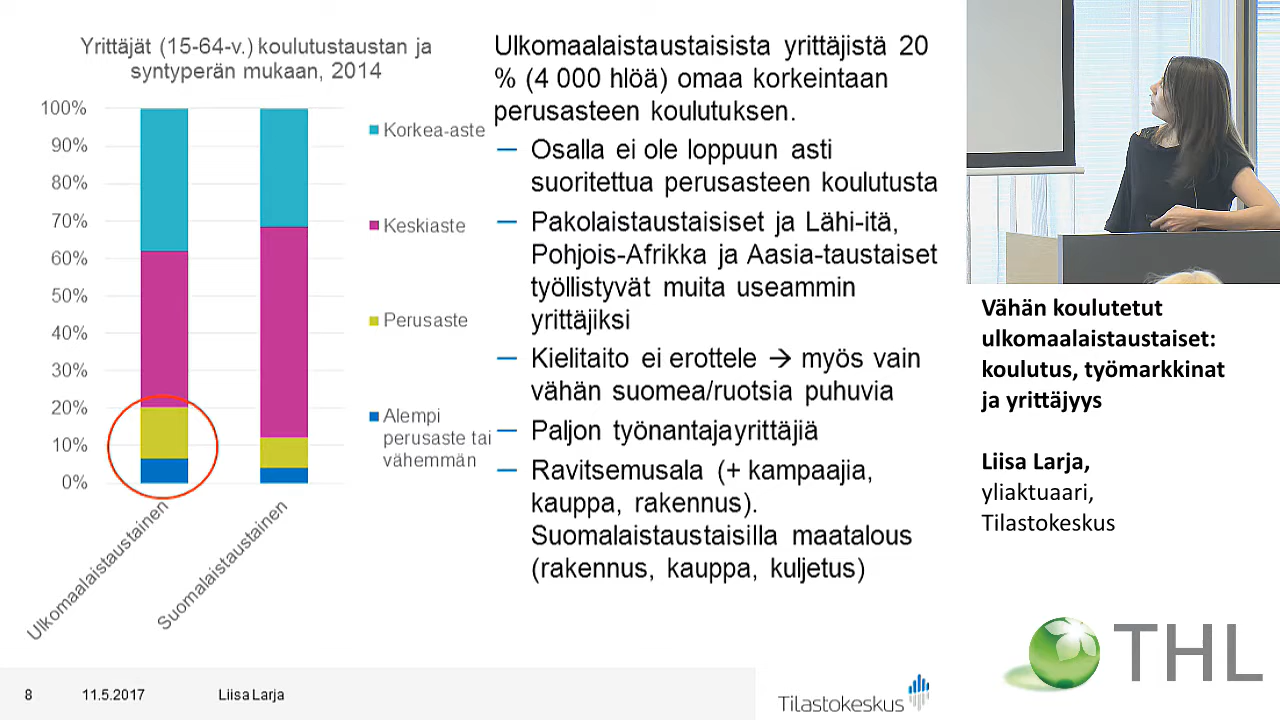 Yrittäjät (15-64-v.) koulutustaustan ja
syntyperän mukaan, 2014
100%
90%
80%
70%
60%
50%
40%
30%
20%
10%
0%
Korkea-aste
Keskiaste
Perusaste
Alempi
perusaste tai
vähemmän
Ulkomaalaistaustainen
Suomalaistaustainen
Ulkomaalaistaustaisista yrittäjistä 20
% (4 000 hlöä) omaa korkeintaan
perusasteen koulutuksen.
– Osalla ei ole loppuun asti
suoritettua perusasteen koulutusta
– Pakolaistaustaisiset ja Lähi-itä,
Pohjois-Afrikka ja Aasia-taustaiset
työllistyvät muita useammin
yrittäjiksi
– Kielitaito ei erottele → myös vain
vähän suomea/ruotsia puhuvia
– Paljon työnantajayrittäjiä
– Ravitsemusala (+ kampaajia,
kauppa, rakennus).
Suomalaistaustaisilla maatalous
(rakennus, kauppa, kuljetus)
8 11.5.2017 Liisa Larja
Tilastokeskus
Vähän koulutetut
ulkomaalaistaustaiset:
koulutus, työmarkkinat
ja yrittäjyys
Liisa Larja,
yliaktuaari,
Tilastokeskus
THL